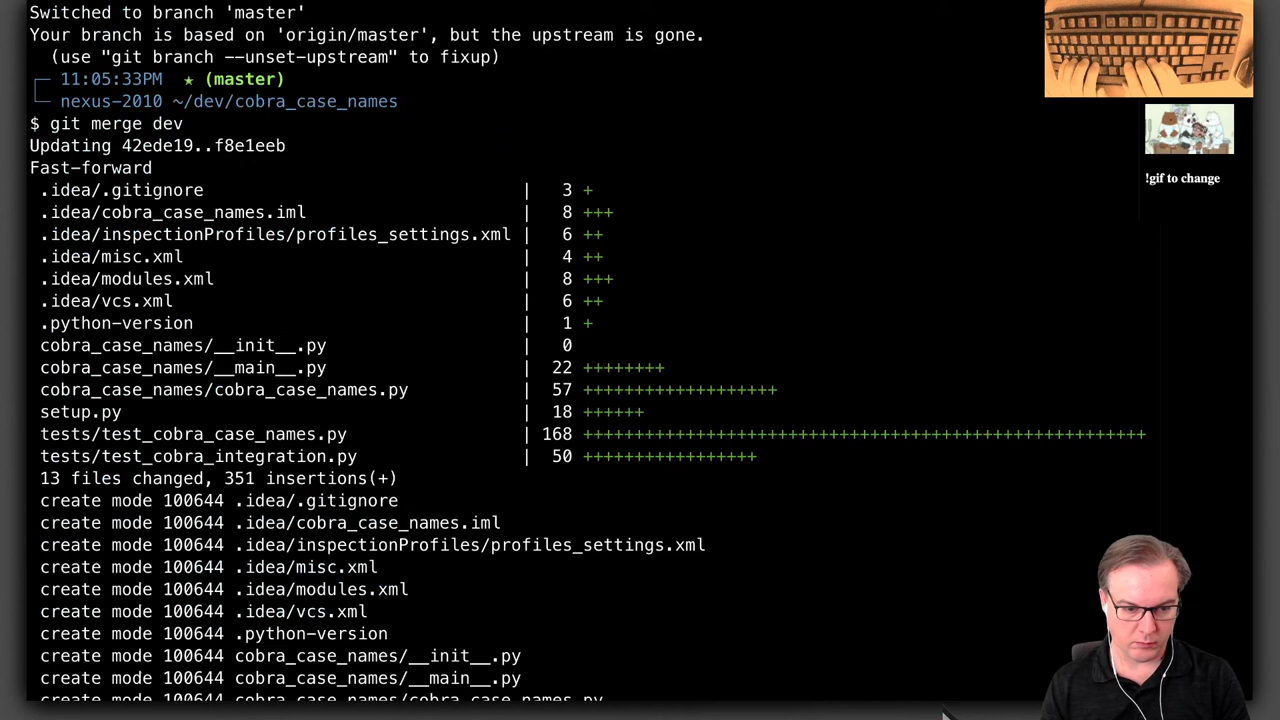 Switched to branch 'master'
Your branch is based on 'origin/master', but the upstream is gone.
  (use "git branch --unset-upstream" to fixup)
11:05:33PM ★ (master)
nexus-2010 ~/dev/cobra_case_names
$ git merge dev
Updating 42ede19..f8e1eeb
Fast-forward
 .idea/.gitignore | 3 +
 .idea/cobra_case_names.iml | 8 +++
 .idea/inspectionProfiles/profiles_settings.xml | 6 ++
 .idea/misc.xml | 4 ++
 .idea/modules.xml | 8 +++
 .idea/vcs.xml | 6 ++
 .python-version | 1 +
 cobra_case_names/__init__.py | 0
 cobra_case_names/__main__.py | 22 ++++++++
 cobra_case_names/cobra_case_names.py | 57 +++++++++++++++++++
 setup.py | 18 ++++++
 tests/test_cobra_case_names.py | 168 +++++++++++++++++++++++++++++++++++++++++++++++++++++++
 tests/test_cobra_integration.py | 50 +++++++++++++++++
 13 files changed, 351 insertions(+)
 create mode 100644 .idea/.gitignore
 create mode 100644 .idea/cobra_case_names.iml
 create mode 100644 .idea/inspectionProfiles/profiles_settings.xml
 create mode 100644 .idea/misc.xml
 create mode 100644 .idea/modules.xml
 create mode 100644 .idea/vcs.xml
 create mode 100644 .python-version
 create mode 100644 cobra_case_names/__init__.py
 create mode 100644 cobra_case_names/__main__.py
 create mode 100644 cobra_case_names/cobra_case_names.py
!gif to change